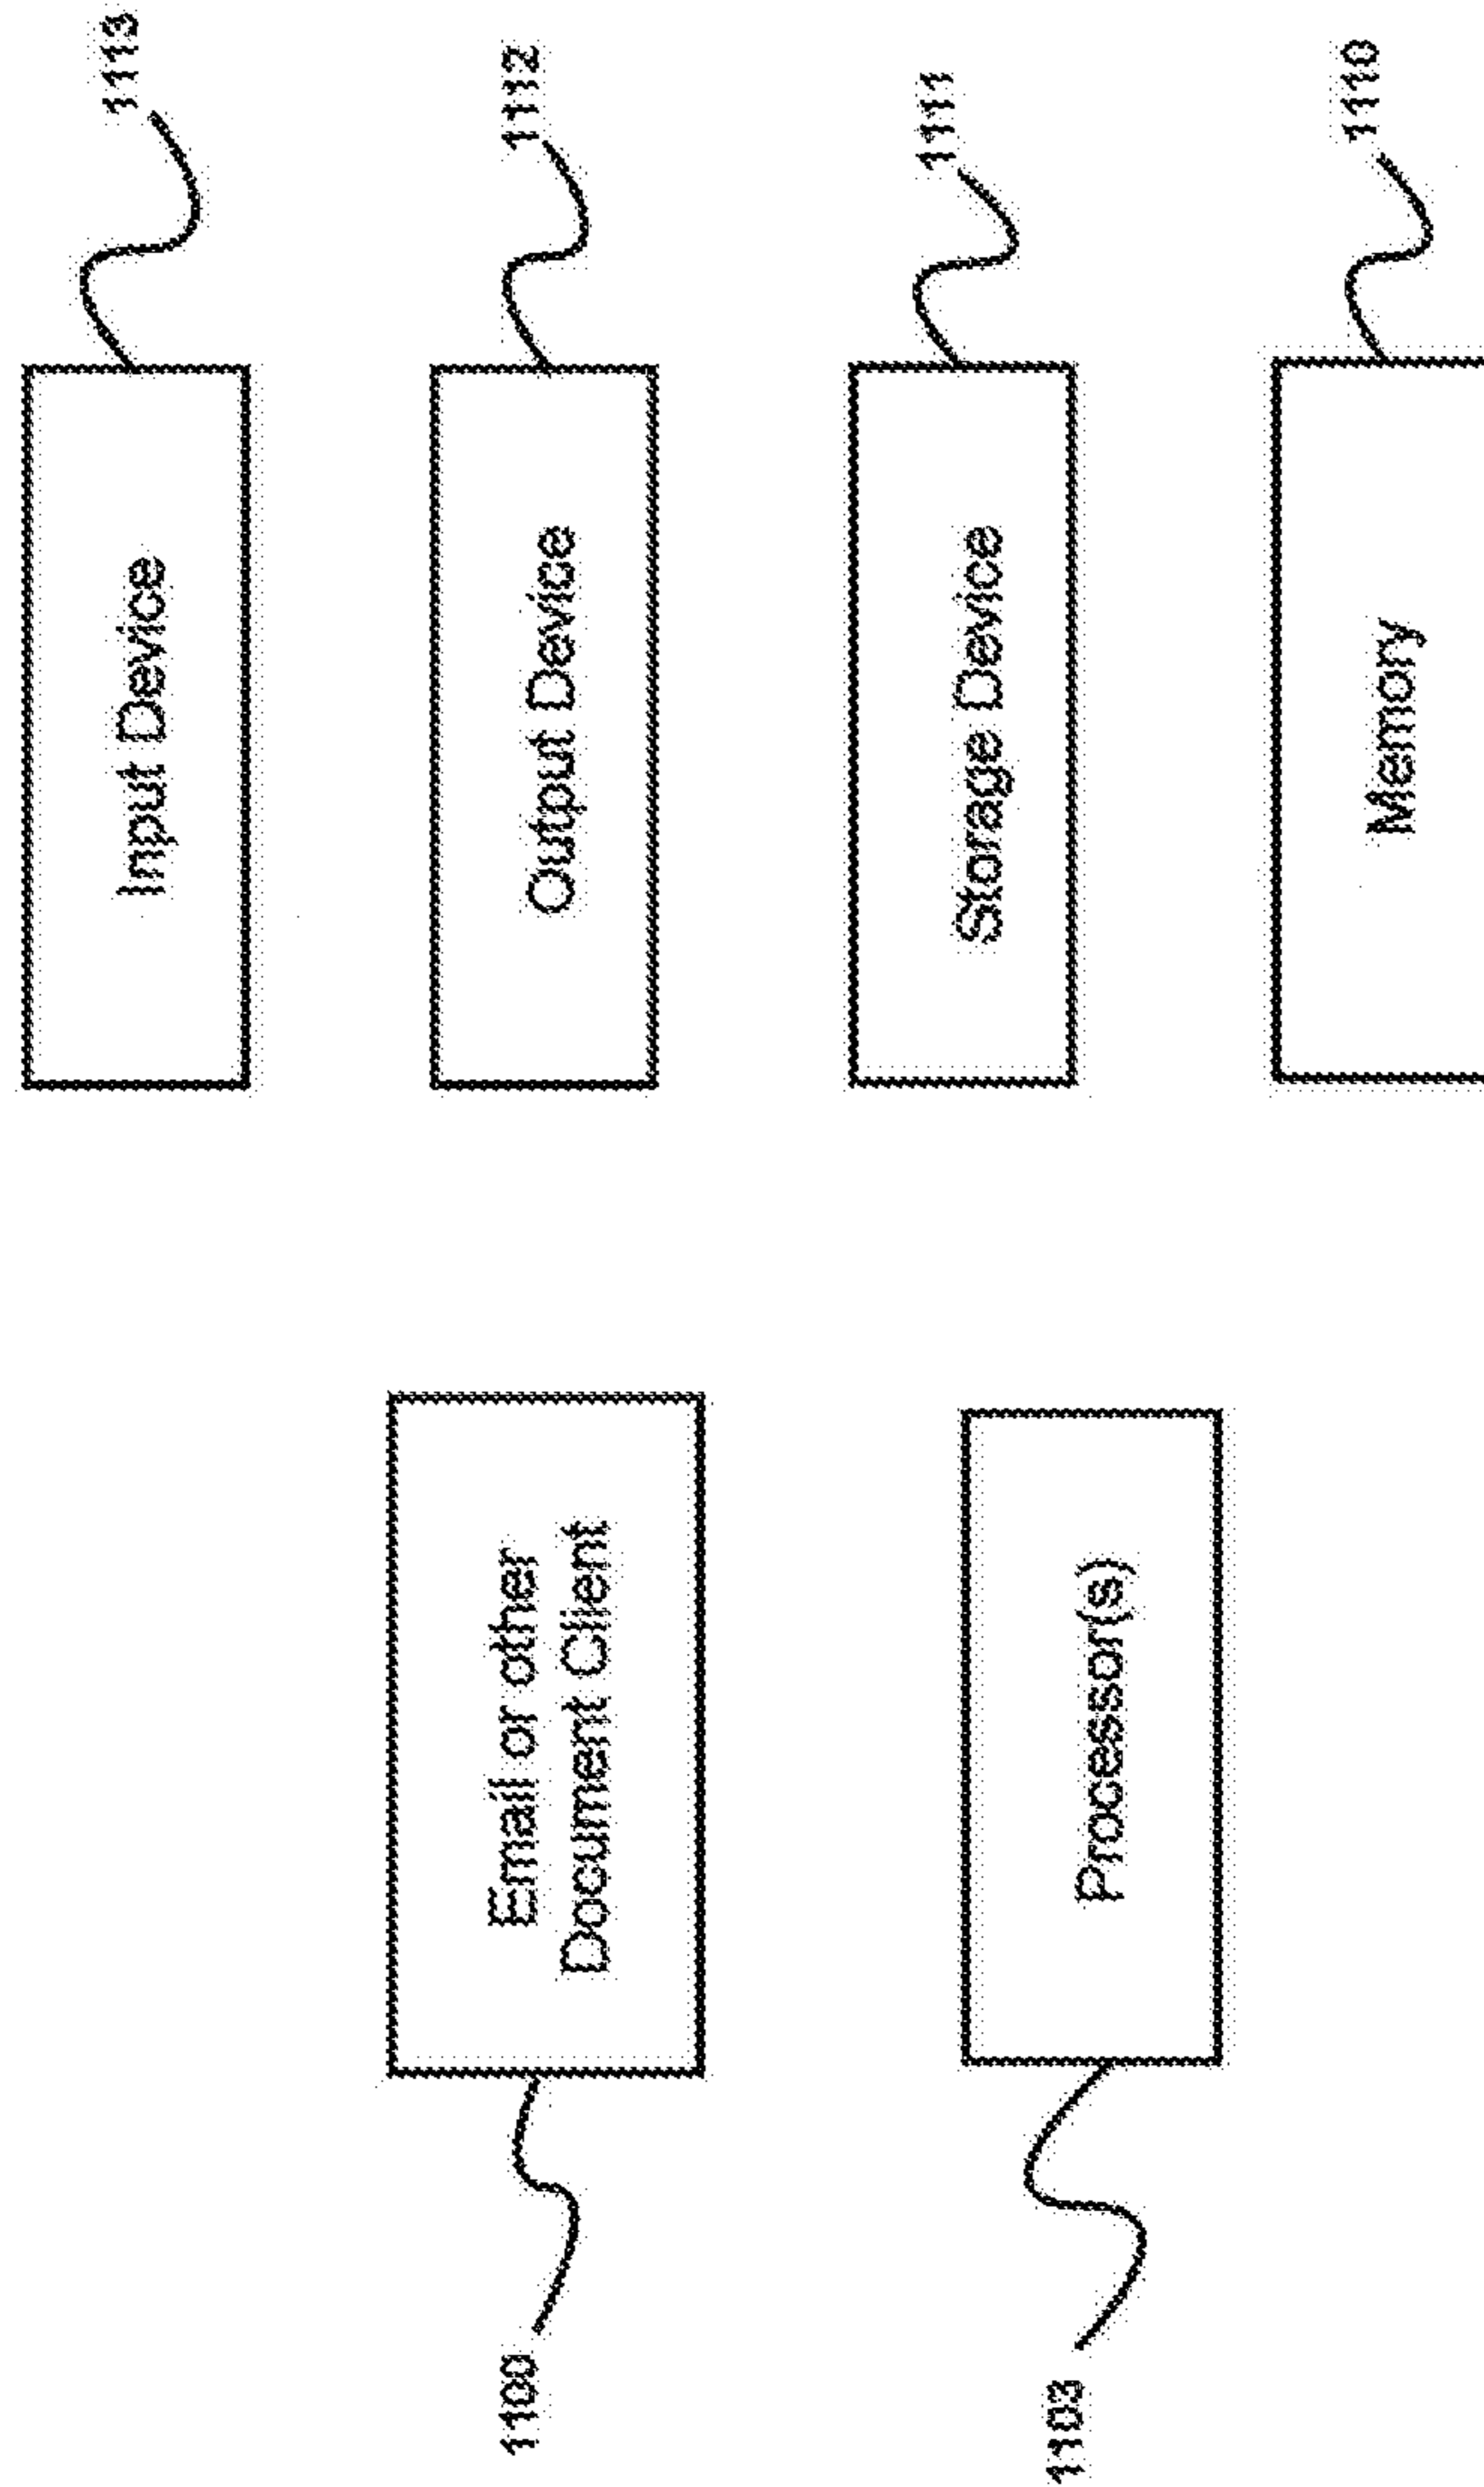 Input Device
1113
1100
Email or other
Document Client
Output Device
1112
Storage Device
1111
1103
Processor(s)
Memory
1110